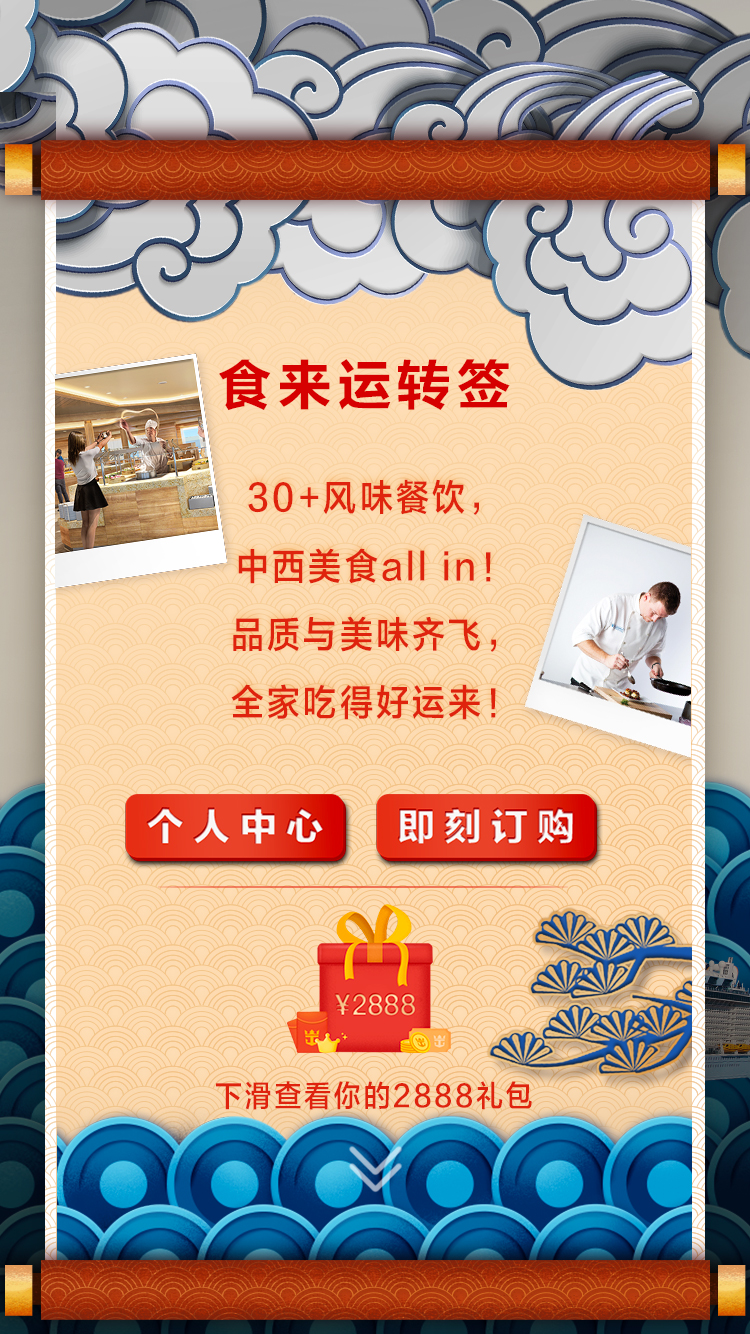 食来运转签
30+风味餐饮，
中西美食all in！
品质与美味齐飞，
全家吃得好运来！
个人中心
即刻订购
¥2888
下滑查看你的2888礼包